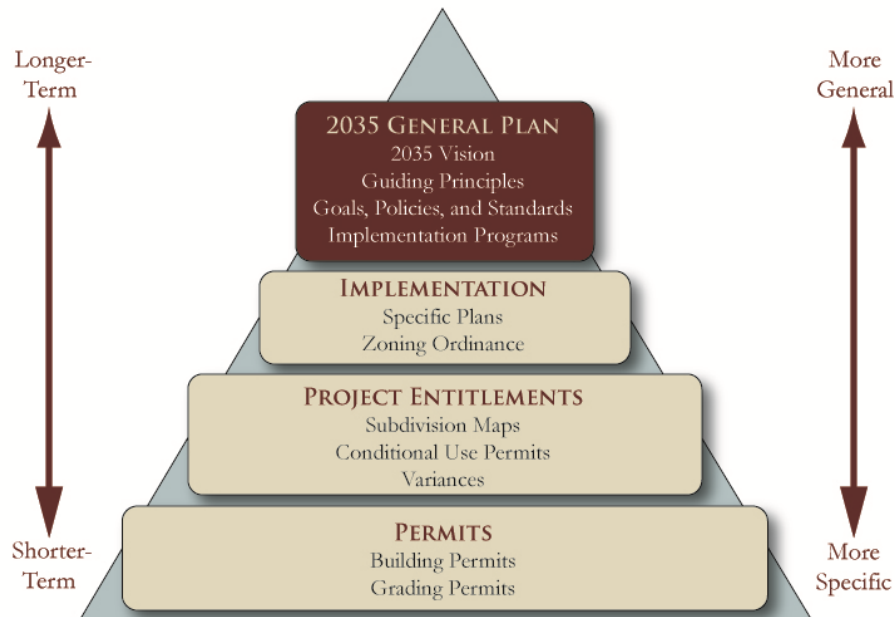 Longer-
Term
More
General
2035 GENERAL PLAN
2035 Vision
Guiding Principles
Goals, Policies, and Standards
Implementation Programs
IMPLEMENTATION
Specific Plans
Zoning Ordinance
PROJECT ENTITLEMENTS
Subdivision Maps
Conditional Use Permits
Variances
PERMITS
Building Permits
Grading Permits
Shorter-
Term
More
Specific